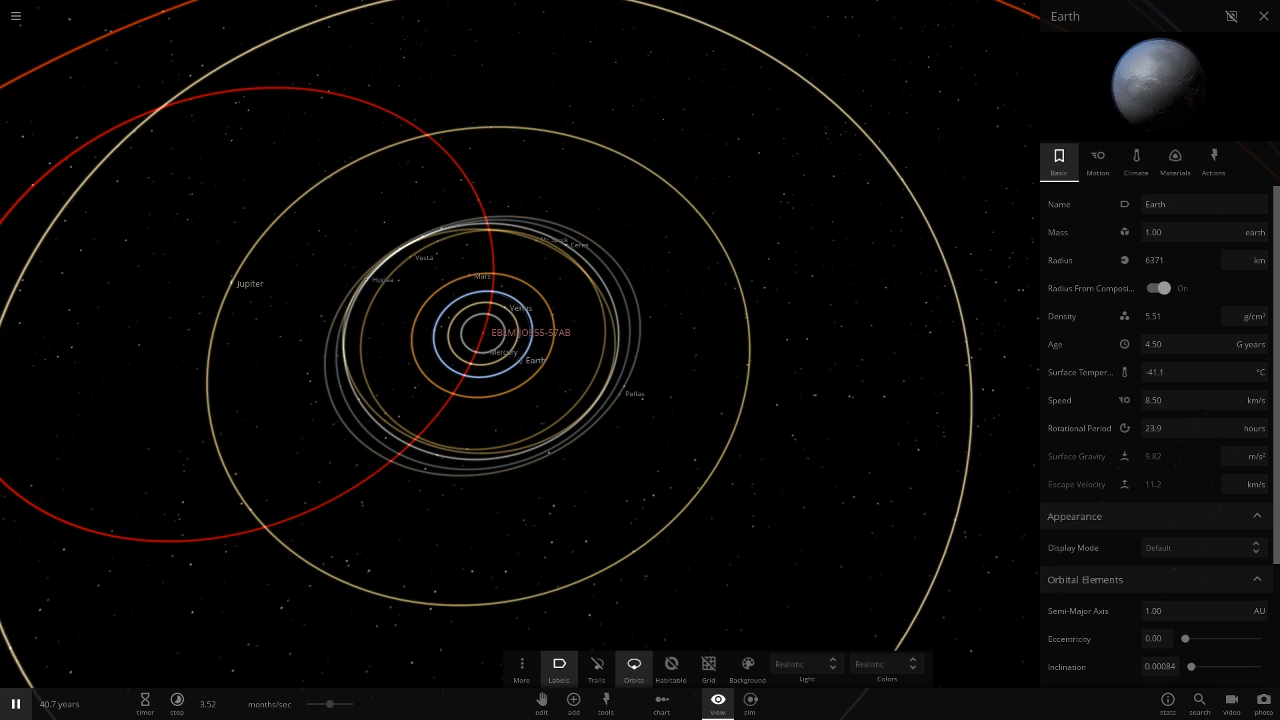 Earth
Basic
Motion
Climate
Materials
Actions
Name Earth
Mass 1.00 earth
Radius 6371 km
Radius From Composi... On
Density 5.51 g/cm³
Age 4.50 G years
Surface Temper... -41.1 °C
Speed 8.50 km/s
Rotational Period 23.9 hours
Surface Gravity 9.82 m/s²
Escape Velocity 11.2 km/s
Appearance
Display Mode Default
Orbital Elements
Semi-Major Axis 1.00 AU
Eccentricity 0.00
Inclination 0.00084
Ceres
Vesta
Mars
Hygiea
Jupiter
Venus
EBLM J0555-57AB
Mercury
Earth
Pallas
More
Labels
Trails
Orbits
Habitable
Grid
Background
Realistic
Light
Realistic
Colors
40.7 years
timer
step
3.52 months/sec
edit
add
tools
chart
view
sim
stats
search
video
photo